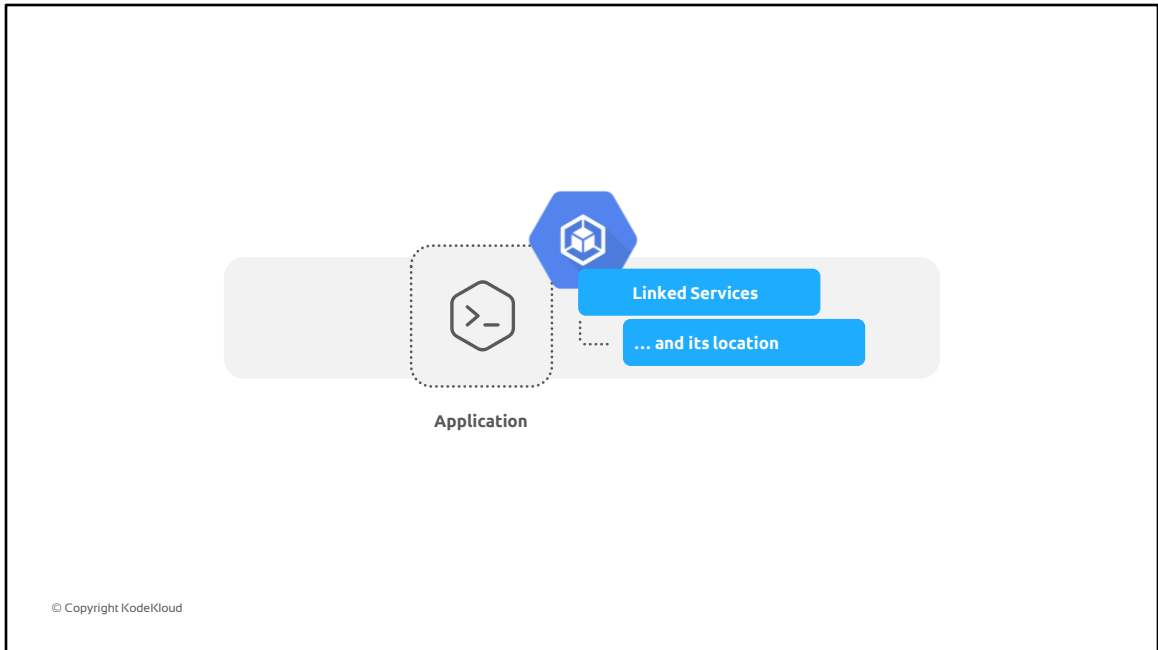 Linked Services
... and its location
Application
© Copyright KodeKloud